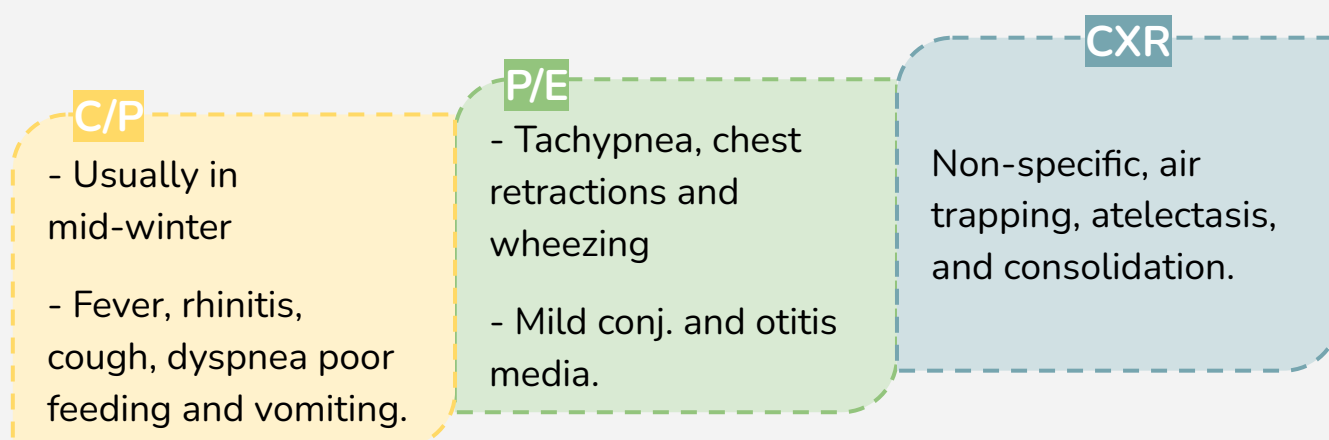 C/P
- Usually in
mid-winter
- Fever, rhinitis,
cough, dyspnea poor
feeding and vomiting.
P/E
- Tachypnea, chest
retractions and
wheezing
- Mild conj. and otitis
media.
CXR
Non-specific, air
trapping, atelectasis,
and consolidation.